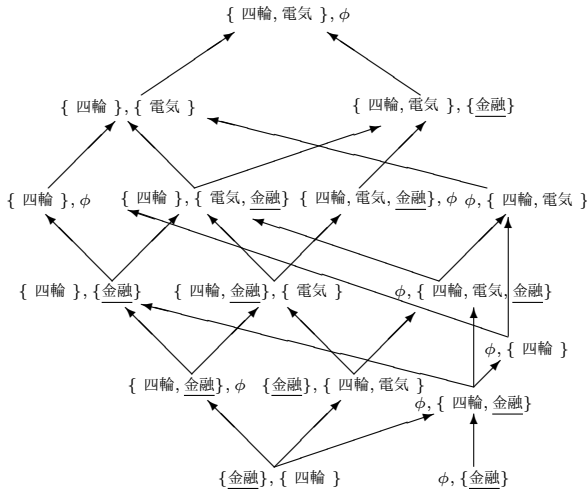 { 四輪, 電気 }, ϕ
{ 四輪 }, { 電気 } { 四輪, 電気 }, {金融}
{ 四輪 }, ϕ { 四輪 }, { 電気, 金融} { 四輪, 電気, 金融}, ϕ ϕ, { 四輪, 電気 }
{ 四輪 }, {金融} { 四輪, 金融}, { 電気 } ϕ, { 四輪, 電気, 金融}
ϕ, { 四輪 }
{ 四輪, 金融}, ϕ {金融}, { 四輪, 電気 }
ϕ, { 四輪, 金融}
{金融}, { 四輪 } ϕ, {金融}